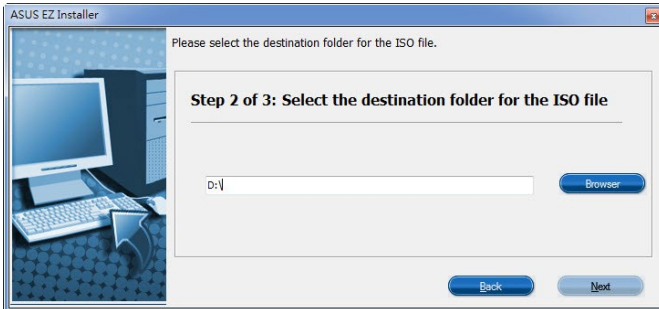 ASUS EZ Installer
Please select the destination folder for the ISO file.
Step 2 of 3: Select the destination folder for the ISO file
D:\
Browser
Back
Next